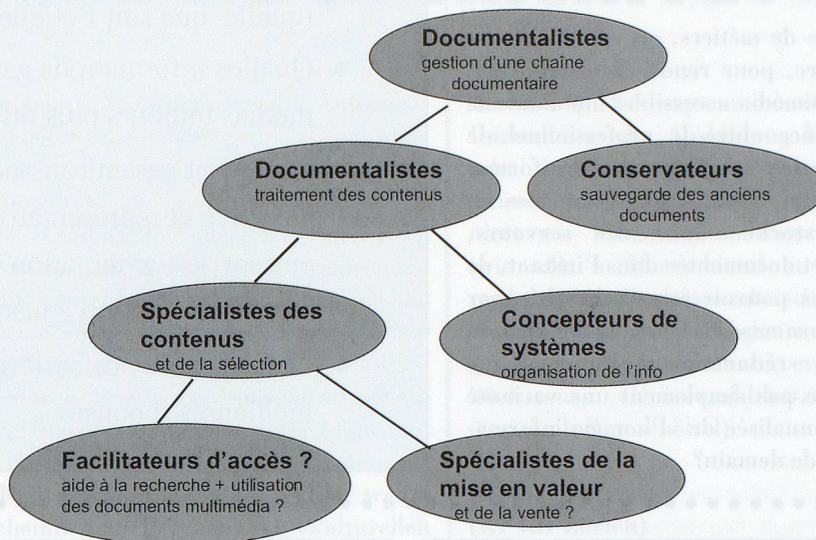 Documentalistes
gestion d'une chaîne
documentaire
Documentalistes
traitement des contenus
Conservateurs
sauvegarde des anciens
documents
Spécialistes des
contenus
et de la sélection
Concepteurs de
systèmes
organisation de l'info
Facilitateurs d'accès ?
aide à la recherche + utilisation
des documents multimédia ?
Spécialistes de la
mise en valeur
et de la vente ?